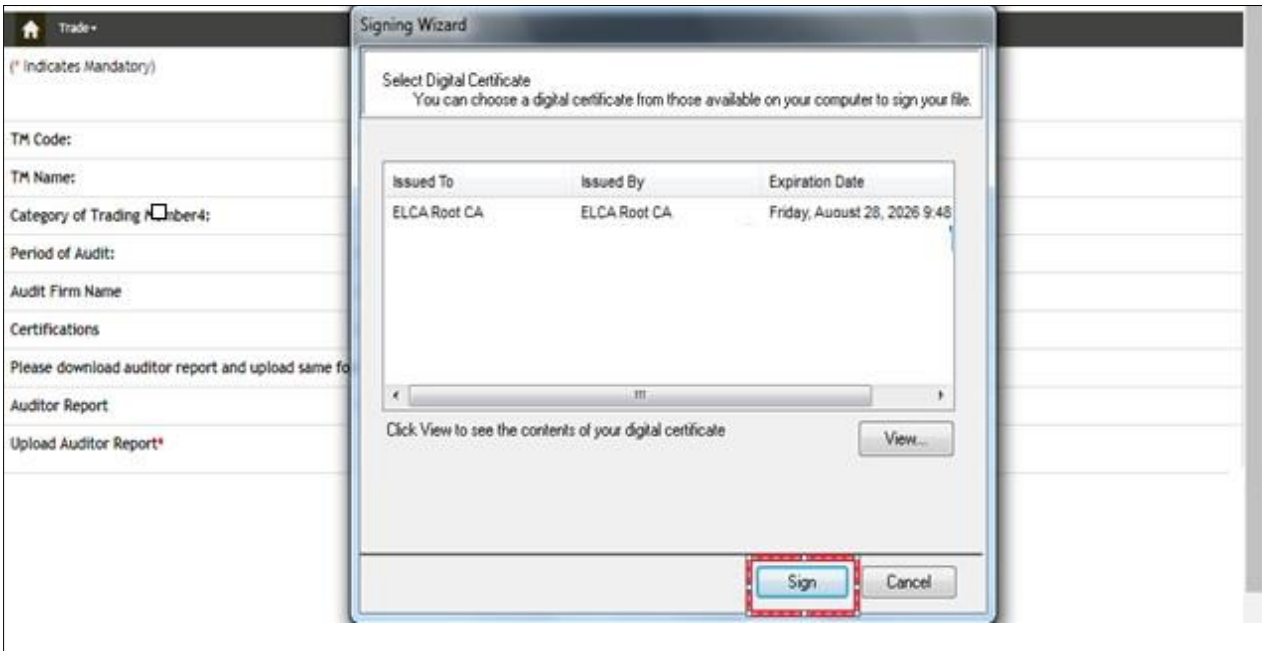 Trade
(* Indicates Mandatory)
TM Code:
TM Name:
Category of Trading mber4:
Period of Audit:
Audit Firm Name
Certifications
Please download auditor report and upload same fo
Auditor Report
Upload Auditor Report*
Signing Wizard
Select Digital Certificate
You can choose a digital certificate from those available on your computer to sign your file.
Issued To Issued By Expiration Date
ELCA Root CA ELCA Root CA Friday, August 28, 2026 9:48
Click View to see the contents of your digital certificate
View...
Sign Cancel